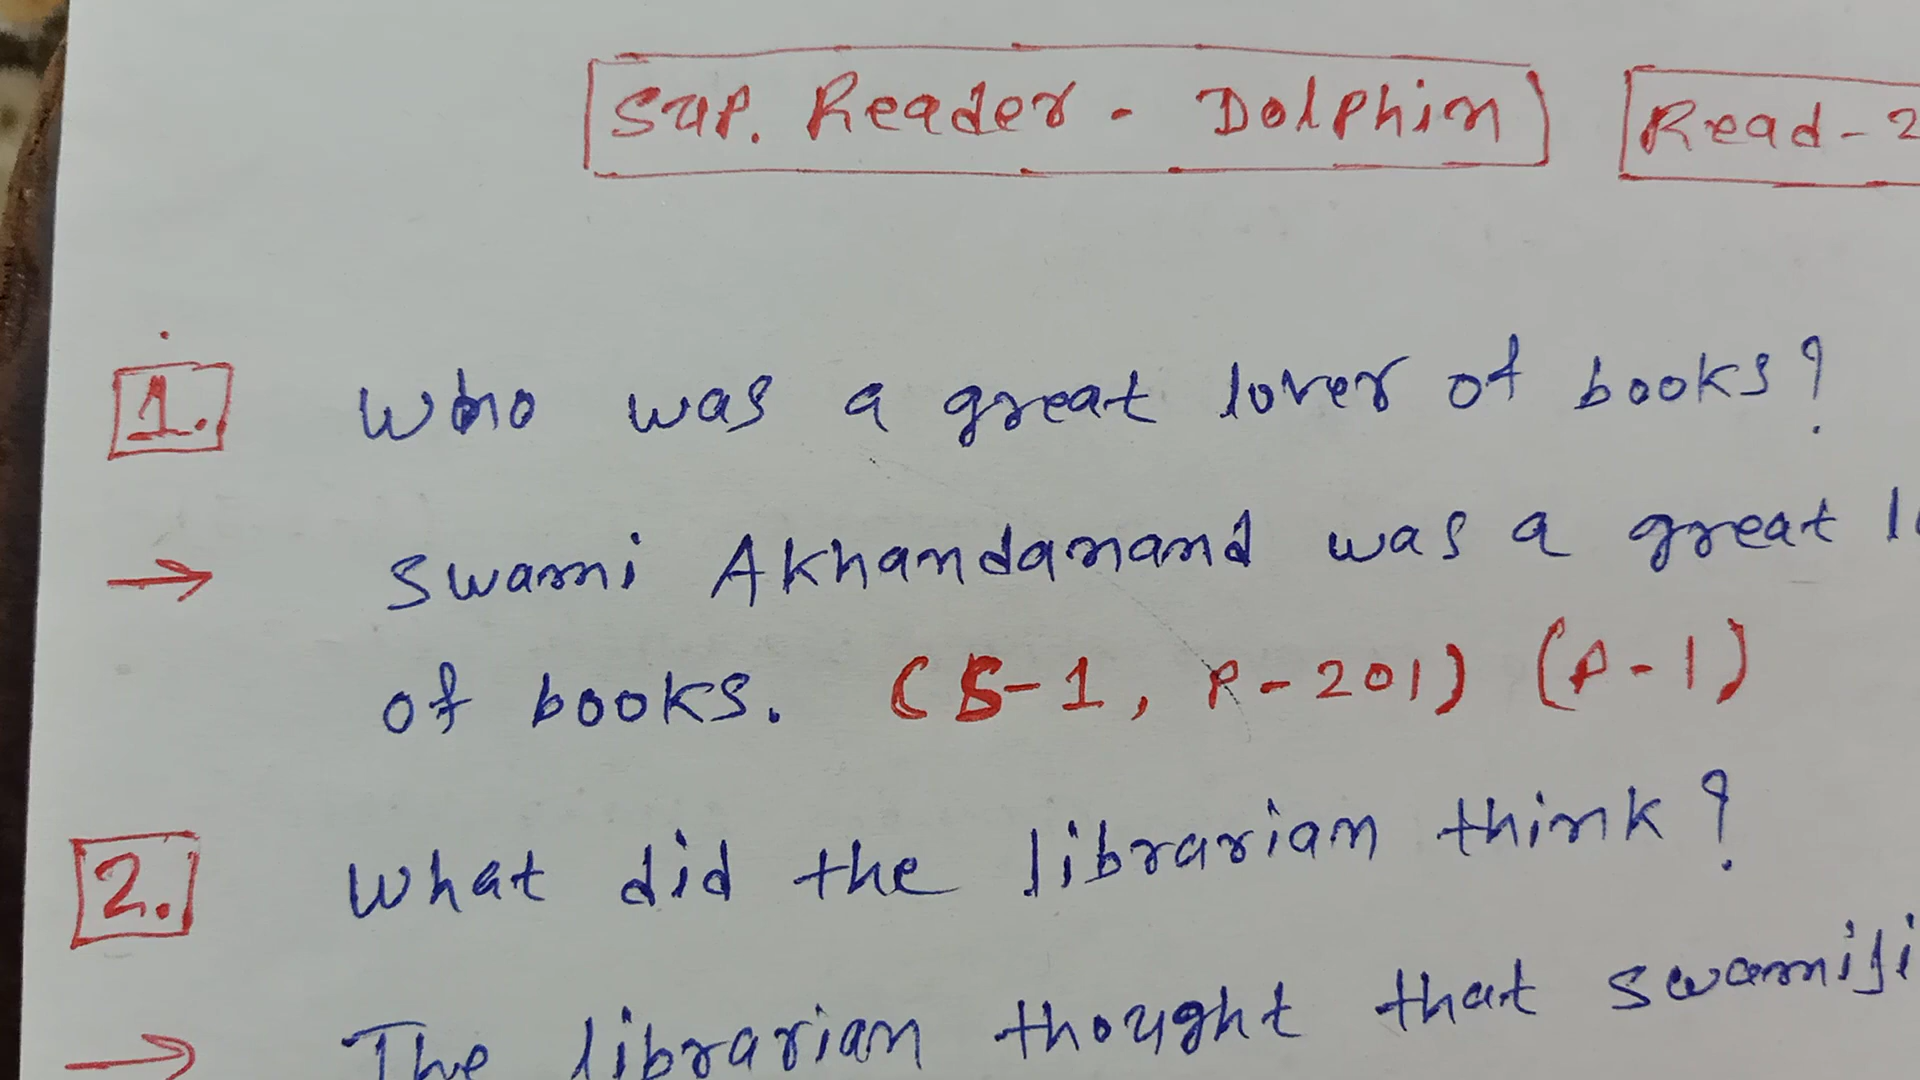 Sup. Reader - Dolphin Read - 2
1. Who was a great lover of books?
→ Swami Akhandanand was a great
of books. (S-1, P-201) (P-1)
2. What did the librarian think?
→ The librarian thought that swamiji